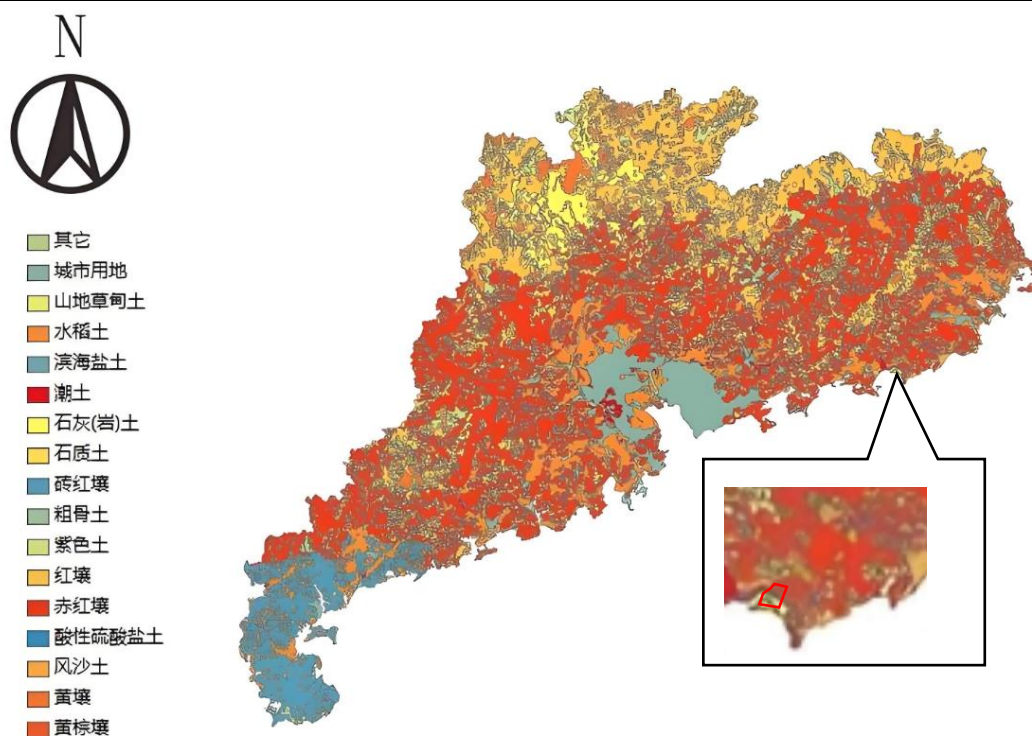 N
其它
城市用地
山地草甸土
水稻土
滨海盐土
潮土
石灰(岩)土
石质土
砖红壤
粗骨土
紫色土
红壤
赤红壤
酸性硫酸盐土
风沙土
黄壤
黄棕壤